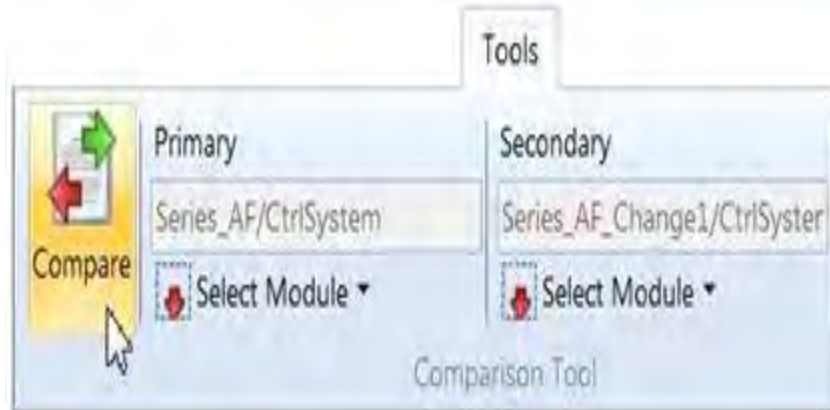 Tools
Primary
Secondary
Series_AF/CtrlSystem
Series_AF_Change1/CtrlSyster
Compare
Select Module
Select Module
Comparison Tool